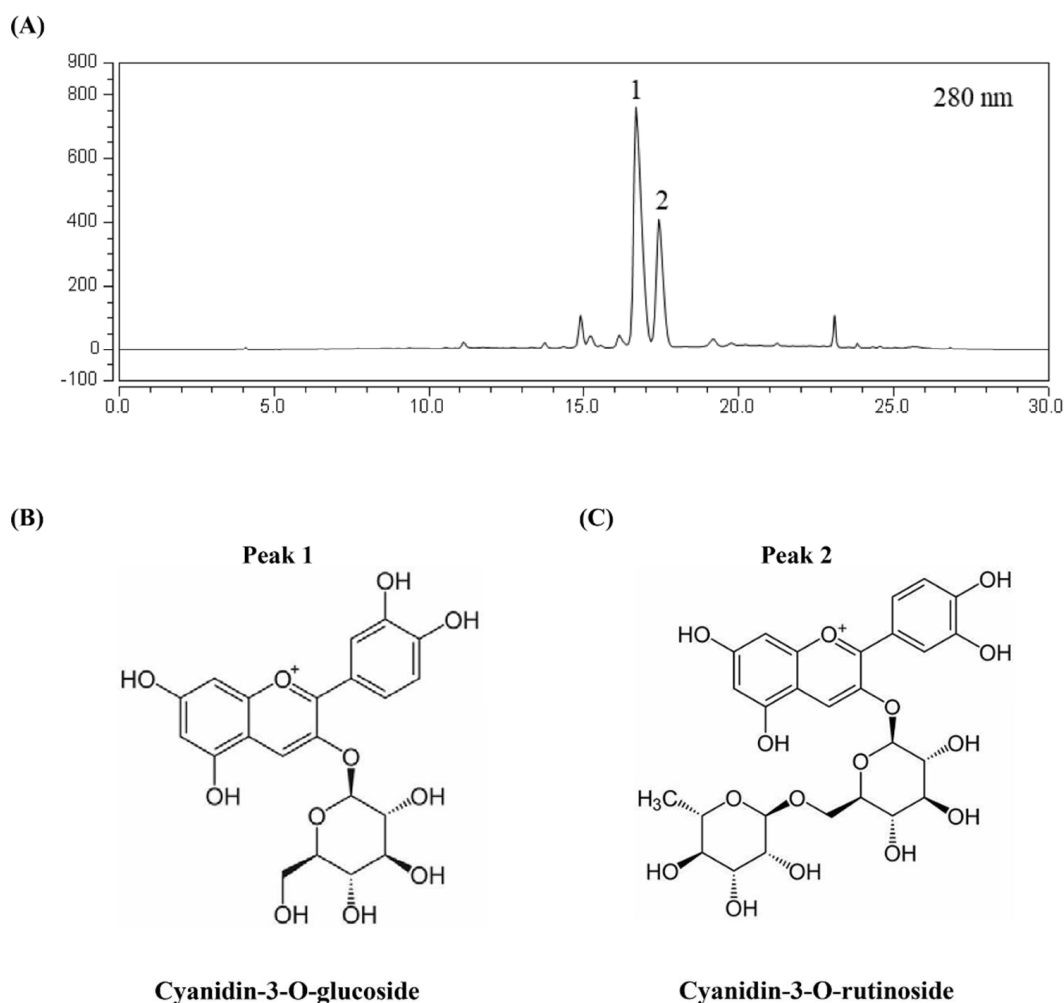 (A)
900
800
600
400
200
0
-100
1
2
280 nm
0.0 5.0 10.0 15.0 20.0 25.0 30.0
(B) (C)
Peak 1 Peak 2
OH
OH
HO
O+
OH
O
O
OH
OH
OH
OH
OH
OH
HO
O+
OH
O
O
OH
OH
OH
H3C
O
O
HO
OH
OH
Cyanidin-3-O-glucoside Cyanidin-3-O-rutinoside